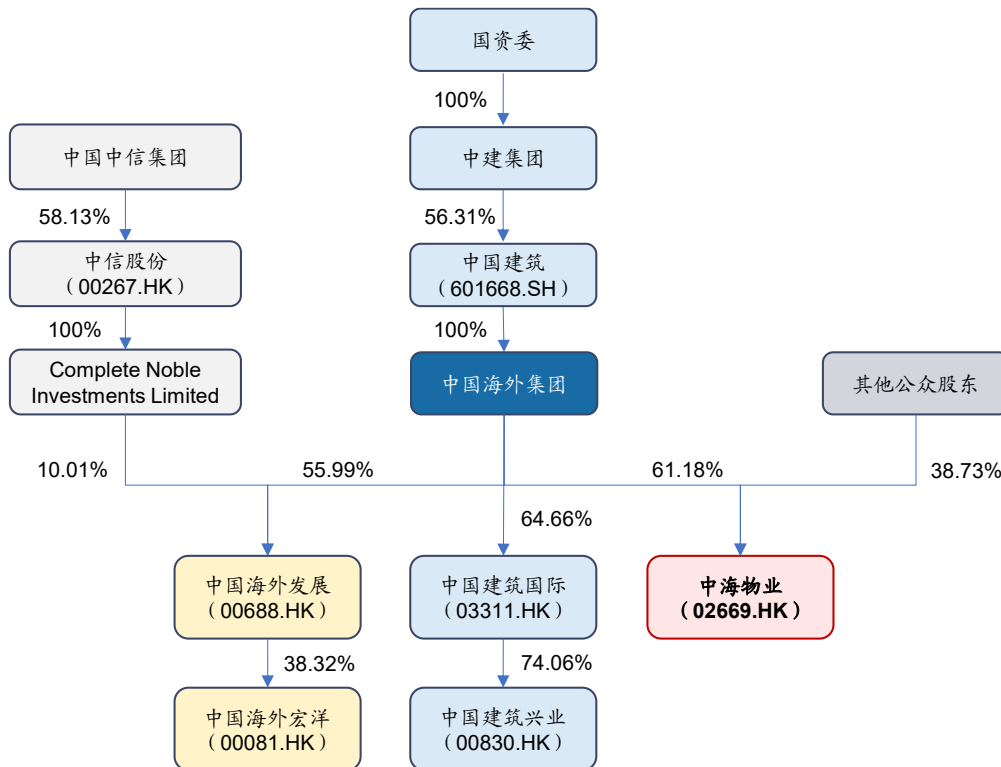 国资委
100%
中国中信集团
中建集团
58.13%
56.31%
中信股份
（00267.HK）
中国建筑
（601668.SH）
100%
100%
Complete Noble
Investments Limited
中国海外集团
其他公众股东
10.01%
55.99%
61.18%
38.73%
64.66%
中国海外发展
（00688.HK）
中国建筑国际
（03311.HK）
中海物业
（02669.HK）
38.32%
74.06%
中国海外宏洋
（00081.HK）
中国建筑兴业
（00830.HK）